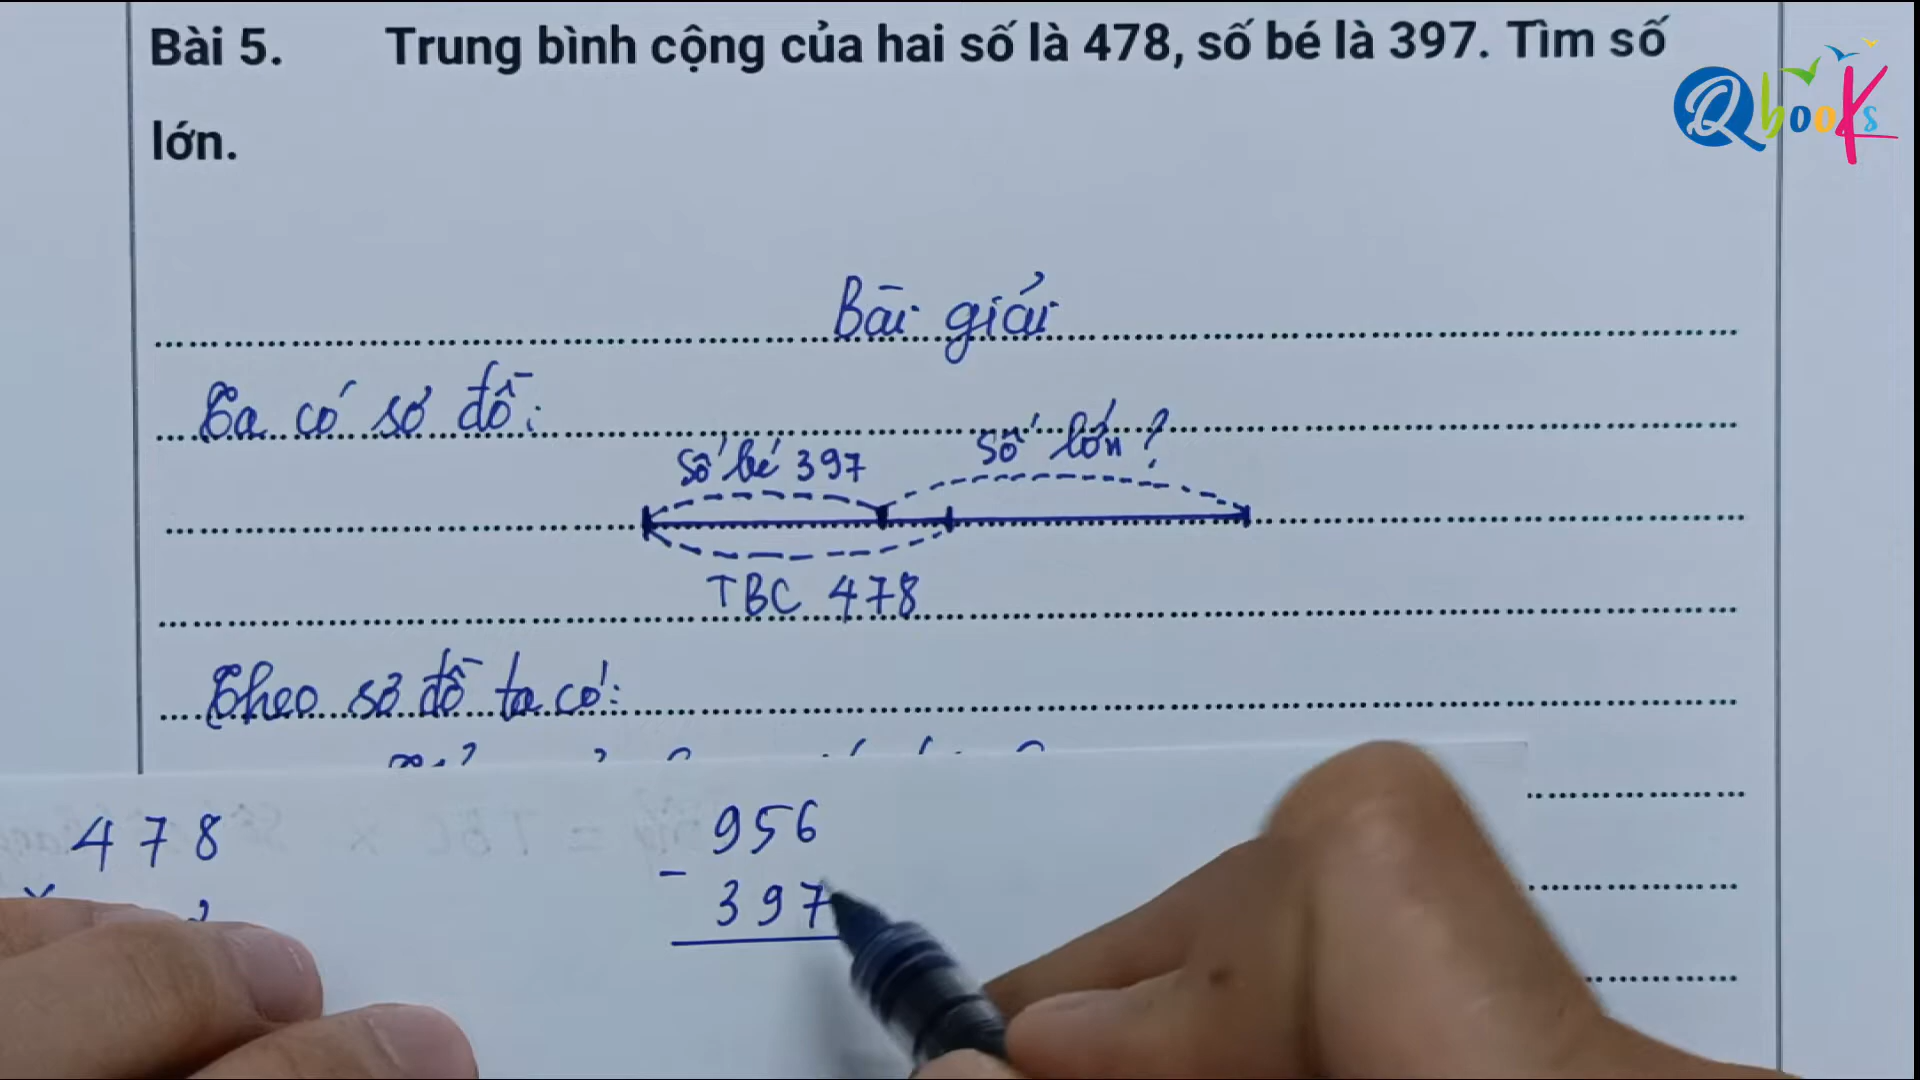 Bài 5. Trung bình cộng của hai số là 478, số bé là 397. Tìm số
lớn.
Qbooks
Bài giải
Ta có sơ đồ:
Số bé 397
Số lớn?
TBC 478
Theo sơ đồ ta có:
478
×
956
-
397